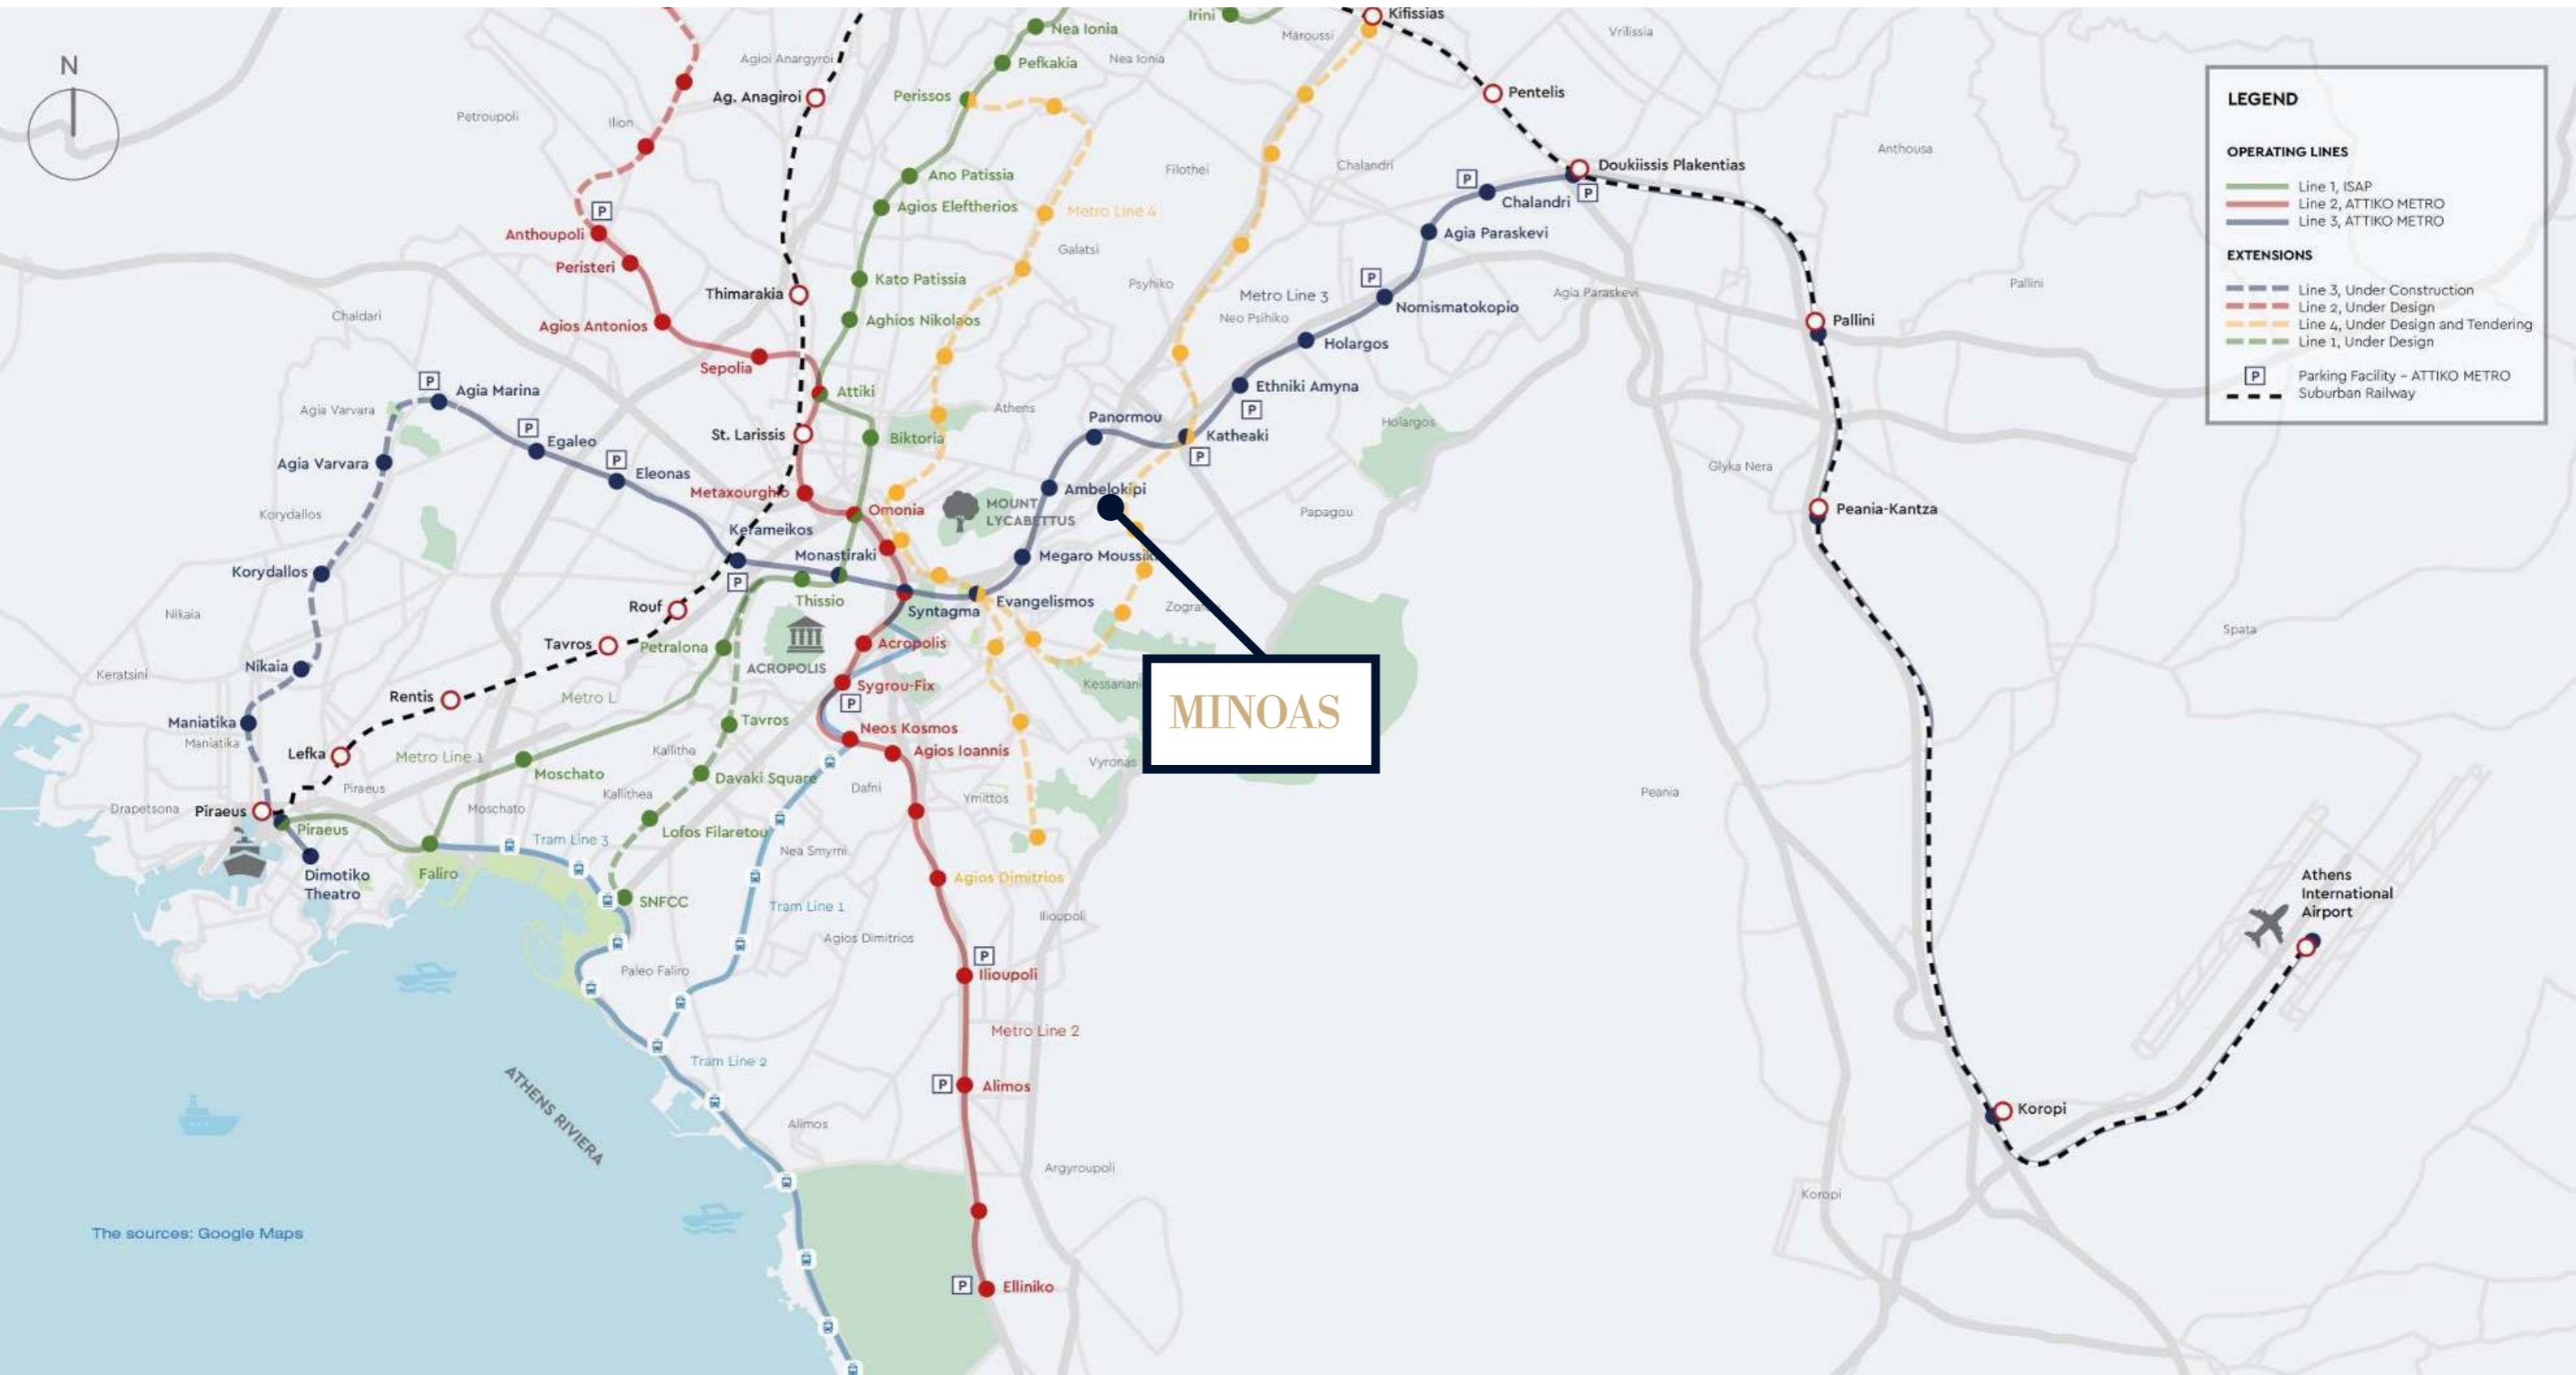 Nea Ionia
Irini
Kifissias
Maroussi
Vrilissia
N
Agioi Anargyroi
Pefkakia
Nea Ionia
Ag. Anagiroi
Perissos
Pentelis
Petroupoli
Ilion
LEGEND
OPERATING LINES
Line 1, ISAP
Line 2, ATTIKO METRO
Line 3, ATTIKO METRO
EXTENSIONS
Line 3, Under Construction
Line 2, Under Design
Line 4, Under Design and Tendering
Line 1, Under Design
P
Parking Facility – ATTIKO METRO
Suburban Railway
Ano Patissia
Filothei
Chalandri
P
Doukiissis Plakentias
P
Anthousa
Agios Eleftherios
Metro Line 4
Chalandri
P
Anthoupoli
Agia Paraskevi
Galatsi
Peristeri
Kato Patissia
Psyhiko
P
Metro Line 3
Agia Paraskevi
Pallini
Thimarakia
Nomismatokopio
Chaldari
Agios Antonios
Aghios Nikolaos
Neo Psihiko
Holargos
Pallini
Sepolia
P
Agia Marina
Attiki
Ethniki Amyna
P
Agia Varvara
Athens
Panormou
Holargos
P
Egaleo
St. Larissis
Biktoria
Katheaki
P
Agia Varvara
P
Eleonas
Glyka Nera
Metaxourghio
Ambelokipi
MOUNT
LYCABETTUS
Omonia
Korydallos
Papagou
Peania-Kantza
Kerameikos
Monastiraki
Megaro Moussik
Korydallos
P
Thissio
Syntagma
Evangelismos
Nikaia
Rouf
Zogra
Spata
Tavros
Petralona
ACROPOLIS
Acropolis
Nikaia
Keratsini
Rentis
Metro L
Sygrou-Fix
P
Kessariani
MINOAS
Maniatika
Maniatika
Tavros
Neos Kosmos
Agios Ioannis
Lefka
Metro Line 1
Kallithe
Vyronas
Moschato
Davaki Square
Dafni
Piraeus
Kallithea
Ymittos
Peania
Drapetsona
Piraeus
Moschato
Piraeus
Lofos Filaretou
Tram Line 3
Nea Smyrni
Dimotiko
Theatro
Faliro
Agios Dimitrios
Athens
International
Airport
SNFCC
Tram Line 1
Ilioupoli
Agios Dimitrios
P
Paleo Faliro
Ilioupoli
Metro Line 2
Tram Line 2
ATHENS RIVIERA
P
Alimos
Koropi
Alimos
Argyroupoli
Koropi
The sources: Google Maps
P
Elliniko